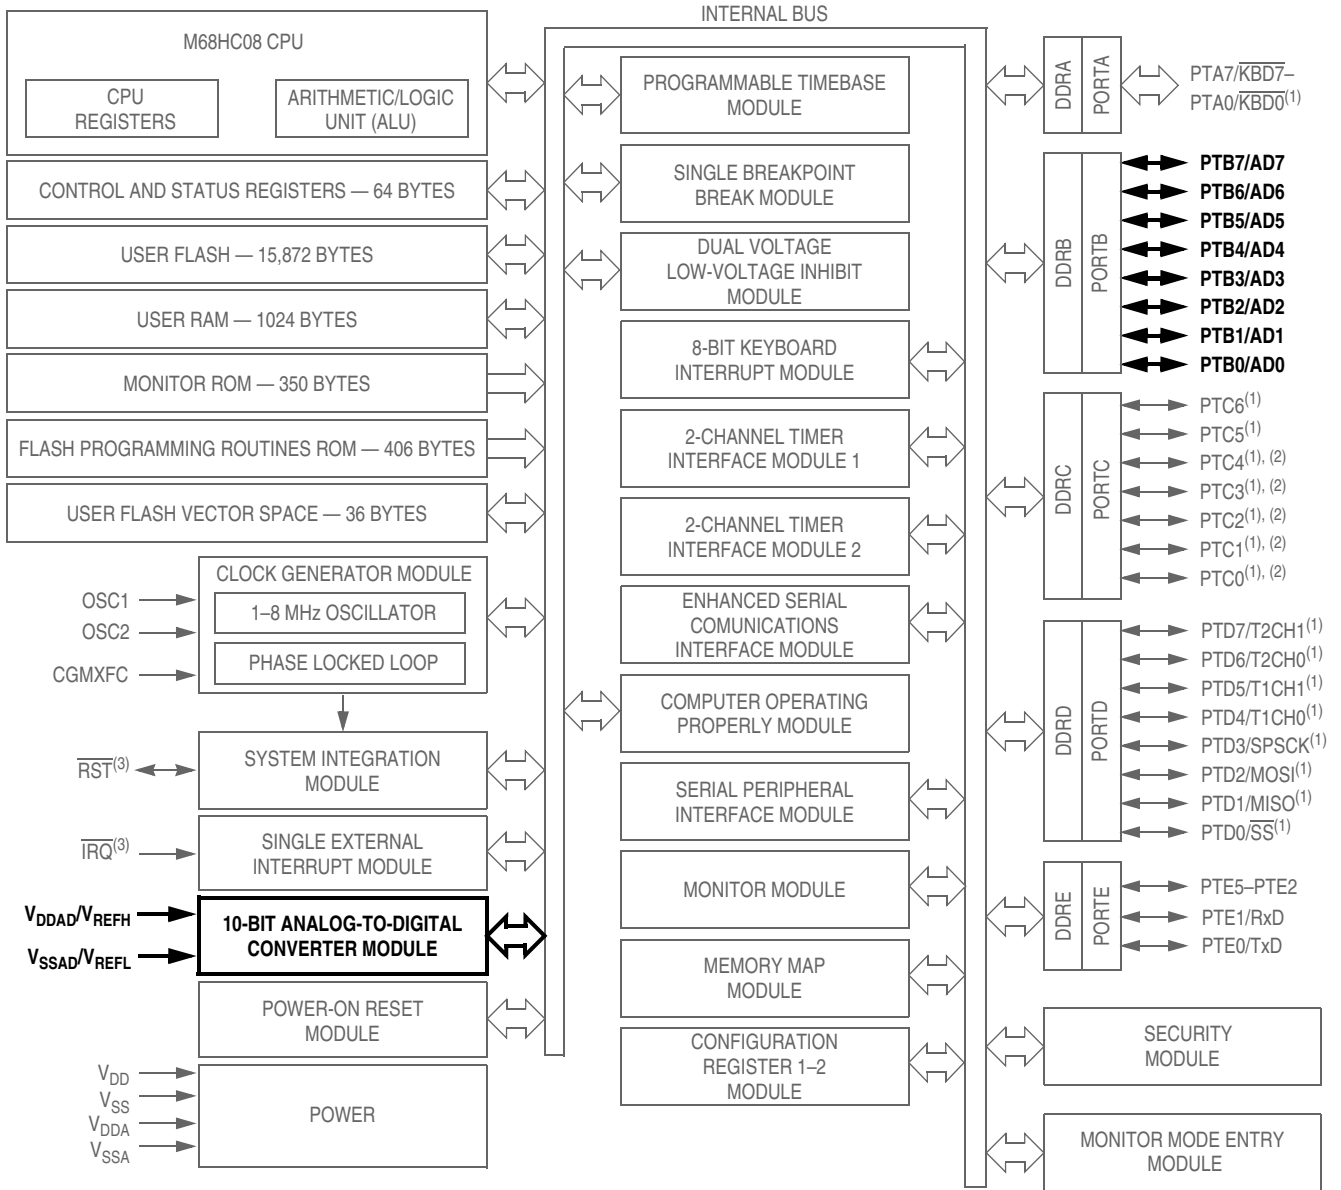 INTERNAL BUS
M68HC08 CPU
CPU
REGISTERS
ARITHMETIC/LOGIC
UNIT (ALU)
CONTROL AND STATUS REGISTERS — 64 BYTES
USER FLASH — 15,872 BYTES
USER RAM — 1024 BYTES
MONITOR ROM — 350 BYTES
FLASH PROGRAMMING ROUTINES ROM — 406 BYTES
USER FLASH VECTOR SPACE — 36 BYTES
CLOCK GENERATOR MODULE
1–8 MHz OSCILLATOR
PHASE LOCKED LOOP
OSC1
OSC2
CGMXFC
SYSTEM INTEGRATION
MODULE
RST(3)
SINGLE EXTERNAL
INTERRUPT MODULE
IRQ(3)
10-BIT ANALOG-TO-DIGITAL
CONVERTER MODULE
VDDAD/VREFH
VSSAD/VREFL
POWER-ON RESET
MODULE
POWER
VDD
VSS
VDDA
VSSA
PROGRAMMABLE TIMEBASE
MODULE
SINGLE BREAKPOINT
BREAK MODULE
DUAL VOLTAGE
LOW-VOLTAGE INHIBIT
MODULE
8-BIT KEYBOARD
INTERRUPT MODULE
2-CHANNEL TIMER
INTERFACE MODULE 1
2-CHANNEL TIMER
INTERFACE MODULE 2
ENHANCED SERIAL
COMUNICATIONS
INTERFACE MODULE
COMPUTER OPERATING
PROPERLY MODULE
SERIAL PERIPHERAL
INTERFACE MODULE
MONITOR MODULE
MEMORY MAP
MODULE
CONFIGURATION
REGISTER 1–2
MODULE
DDRA
PORTA
PTA7/KBD7–
PTA0/KBD0(1)
DDRB
PORTB
PTB7/AD7
PTB6/AD6
PTB5/AD5
PTB4/AD4
PTB3/AD3
PTB2/AD2
PTB1/AD1
PTB0/AD0
DDRC
PORTC
PTC6(1)
PTC5(1)
PTC4(1), (2)
PTC3(1), (2)
PTC2(1), (2)
PTC1(1), (2)
PTC0(1), (2)
DDRD
PORTD
PTD7/T2CH1(1)
PTD6/T2CH0(1)
PTD5/T1CH1(1)
PTD4/T1CH0(1)
PTD3/SPSCK(1)
PTD2/MOSI(1)
PTD1/MISO(1)
PTD0/SS(1)
DDRE
PORTE
PTE5–PTE2
PTE1/RxD
PTE0/TxD
SECURITY
MODULE
MONITOR MODE ENTRY
MODULE